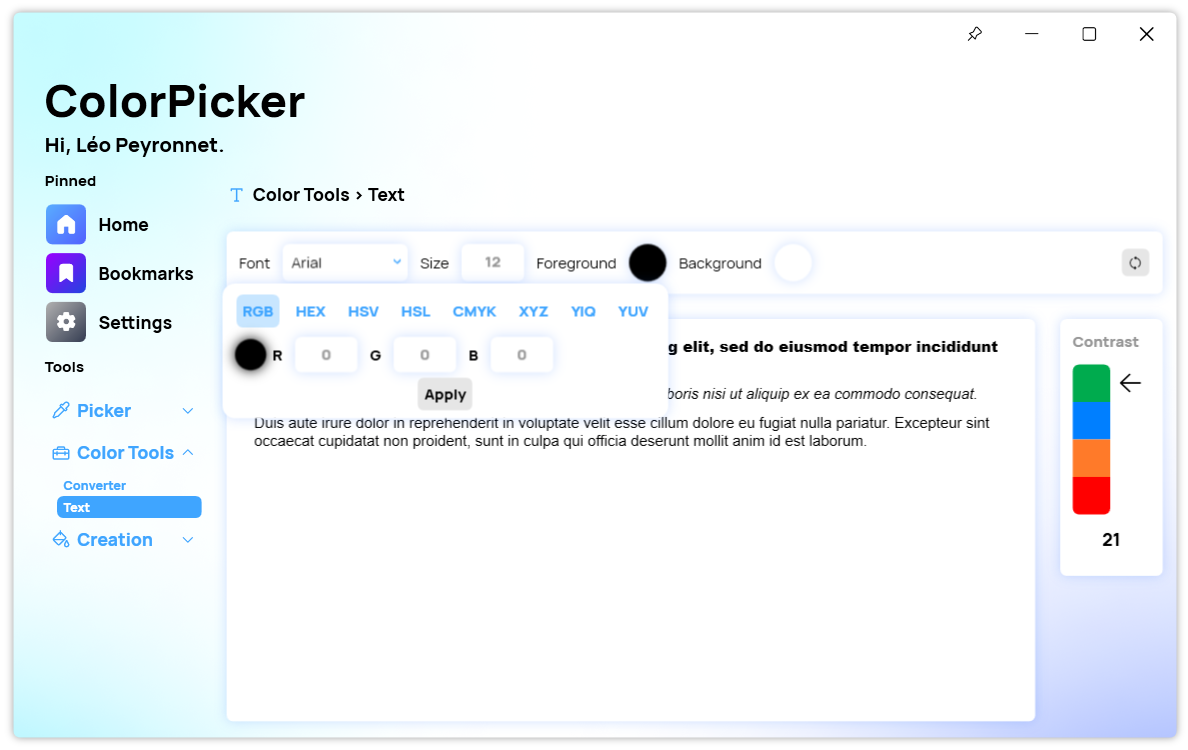 ColorPicker
Hi, Léo Peyronnet.
Pinned
Home
Bookmarks
Settings
Tools
Picker
Color Tools
Converter
Text
Creation
Color Tools › Text
Font Arial Size 12 Foreground Background
RGB HEX HSV HSL CMYK XYZ YIQ YUV
R 0 G 0 B 0
Apply
g elit, sed do eiusmod tempor incididunt
boris nisi ut aliquip ex ea commodo consequat.
Duis aute irure dolor in reprehenderit in voluptate velit esse cillum dolore eu fugiat nulla pariatur. Excepteur sint
occaecat cupidatat non proident, sunt in culpa qui officia deserunt mollit anim id est laborum.
Contrast
21